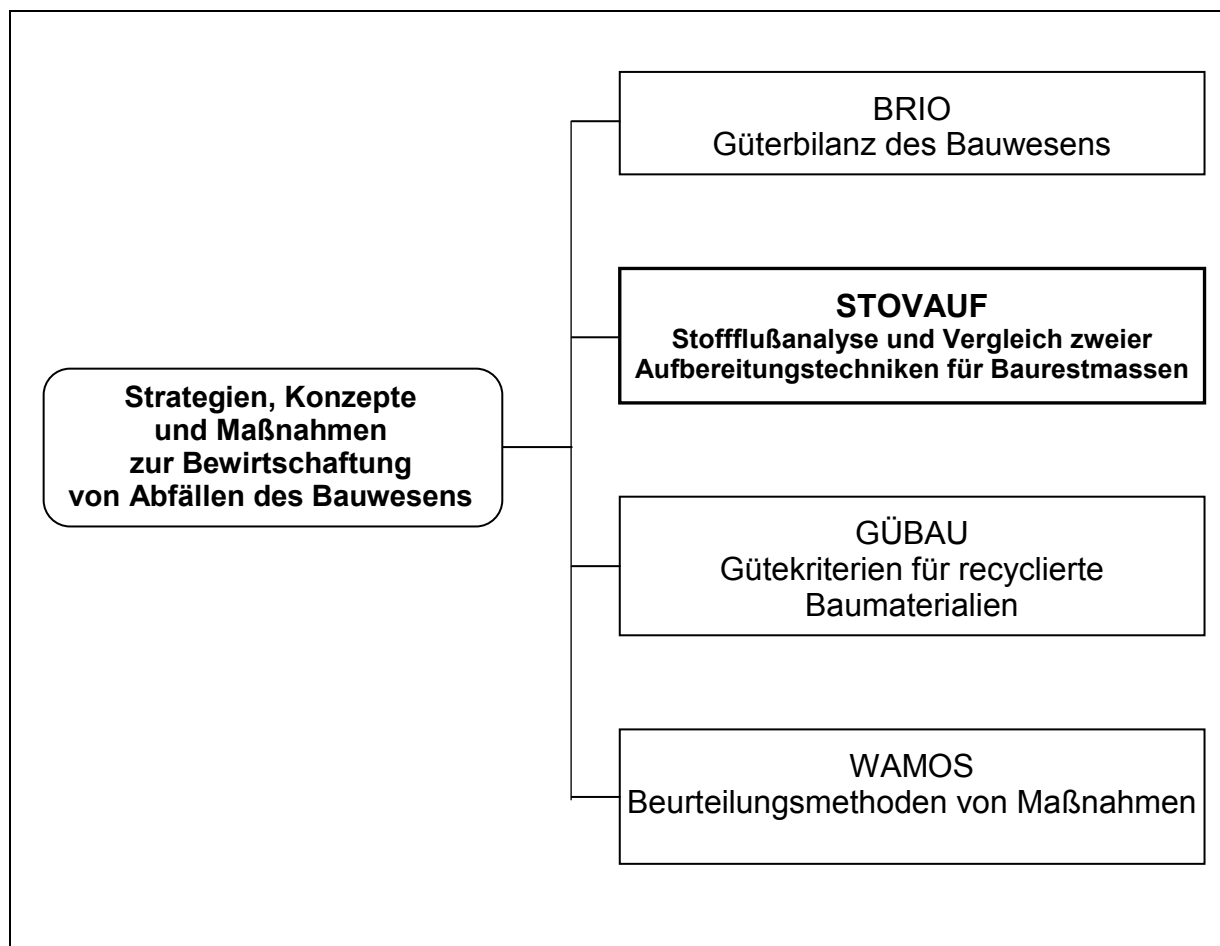 Strategien, Konzepte
und Maßnahmen
zur Bewirtschaftung
von Abfällen des Bauwesens
BRIO
Güterbilanz des Bauwesens
STOVAUF
Stoffflußanalyse und Vergleich zweier
Aufbereitungstechniken für Baurestmassen
GÜBAU
Gütekriterien für recyclierte
Baumaterialien
WAMOS
Beurteilungsmethoden von Maßnahmen